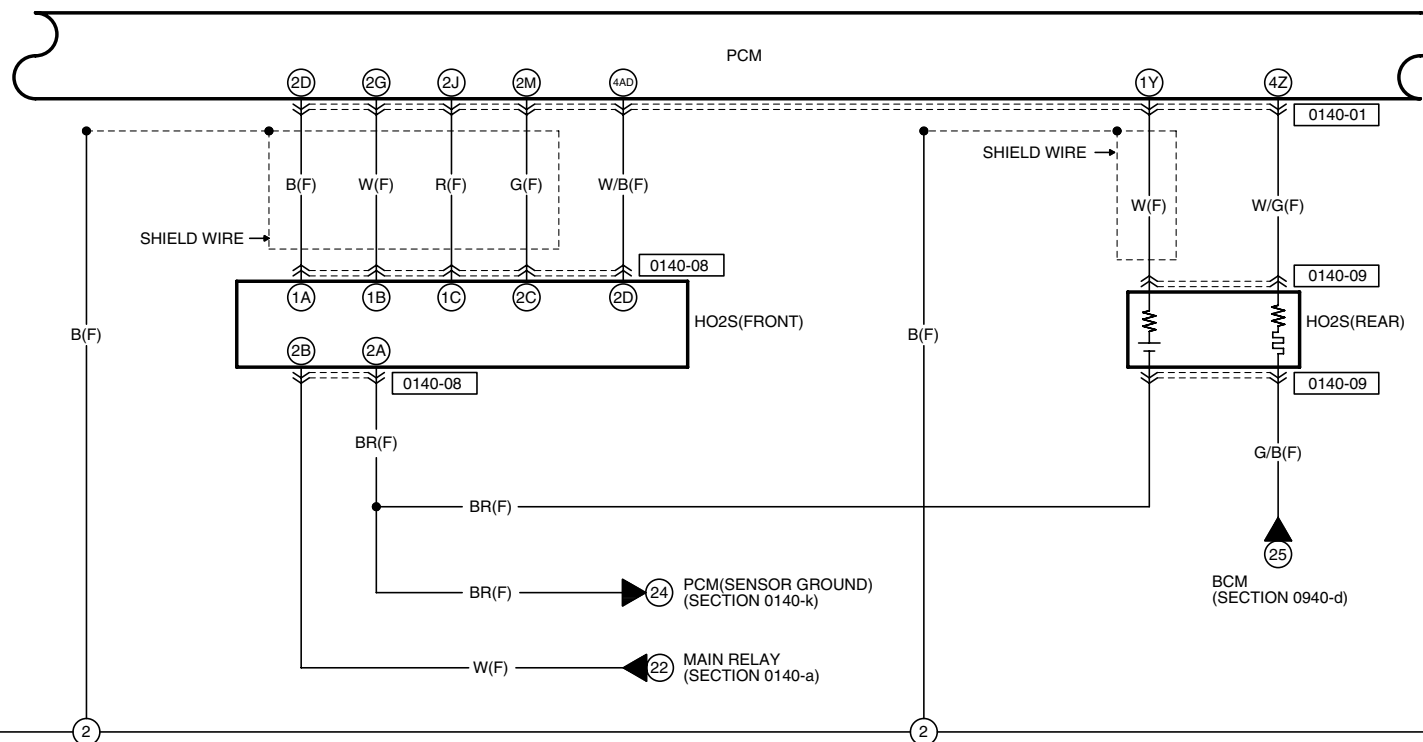 PCM
2D 2G 2J 2M 4AD 1Y 4Z
0140-01
SHIELD WIRE
B(F) W(F) R(F) G(F) W/B(F) W(F) W/G(F)
SHIELD WIRE
0140-08 0140-09
1A 1B 1C 2C 2D
B(F) HO2S(FRONT) B(F) HO2S(REAR)
2B 2A
0140-08 0140-09
BR(F) G/B(F)
BR(F)
25
BCM
(SECTION 0940-d)
BR(F) 24 PCM(SENSOR GROUND)
(SECTION 0140-k)
W(F) 22 MAIN RELAY
(SECTION 0140-a)
2 2